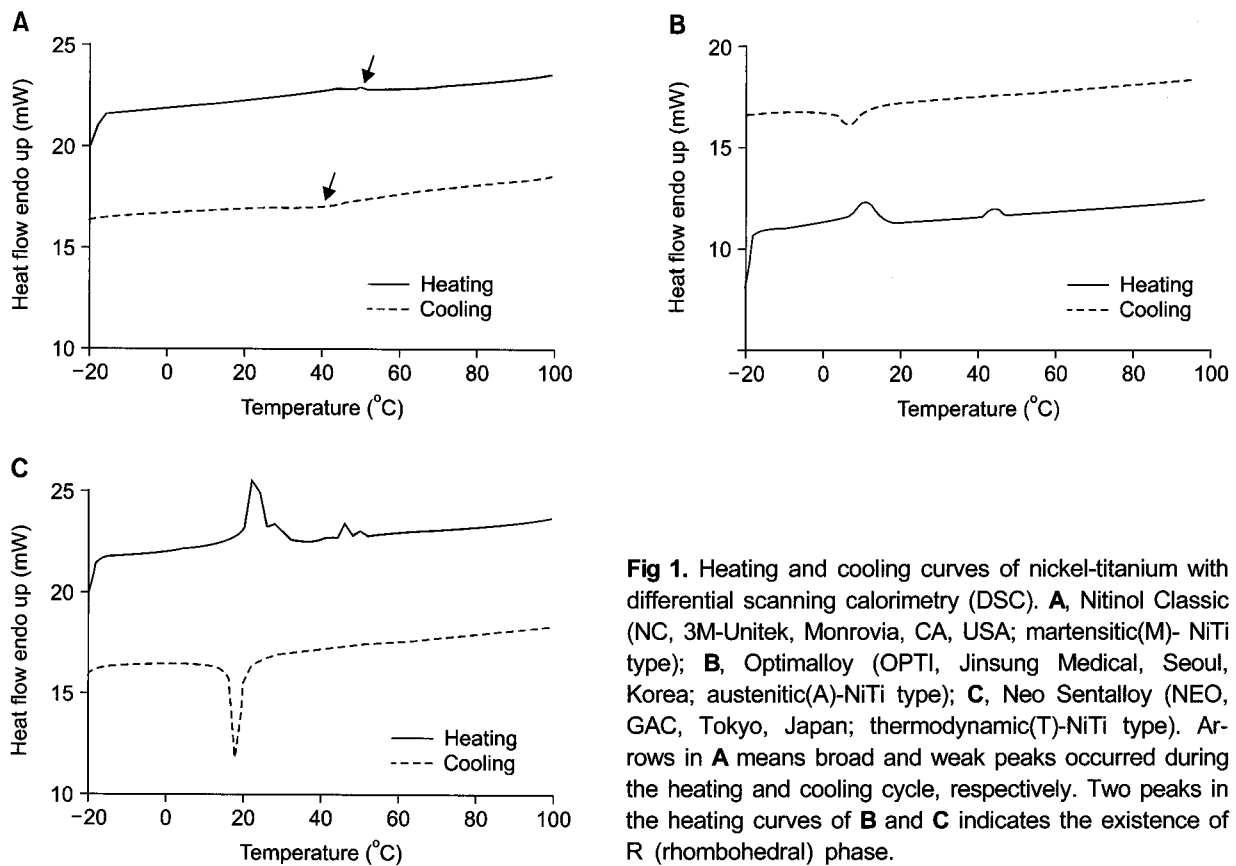 A
25
20
15
10
Heat flow endo up (mW)
Heating
Cooling
−20 0 20 40 60 80 100
Temperature (°C)
B
20
15
10
Heat flow endo up (mW)
Heating
Cooling
−20 0 20 40 60 80 100
Temperature (°C)
C
25
20
15
10
Heat flow endo up (mW)
Heating
Cooling
−20 0 20 40 60 80 100
Temperature (°C)
Fig 1. Heating and cooling curves of nickel-titanium with
differential scanning calorimetry (DSC). A, Nitinol Classic
(NC, 3M-Unitek, Monrovia, CA, USA; martensitic(M)- NiTi
type); B, Optimalloy (OPTI, Jinsung Medical, Seoul,
Korea; austenitic(A)-NiTi type); C, Neo Sentalloy (NEO,
GAC, Tokyo, Japan; thermodynamic(T)-NiTi type). Ar-
rows in A means broad and weak peaks occurred during
the heating and cooling cycle, respectively. Two peaks in
the heating curves of B and C indicates the existence of
R (rhombohedral) phase.